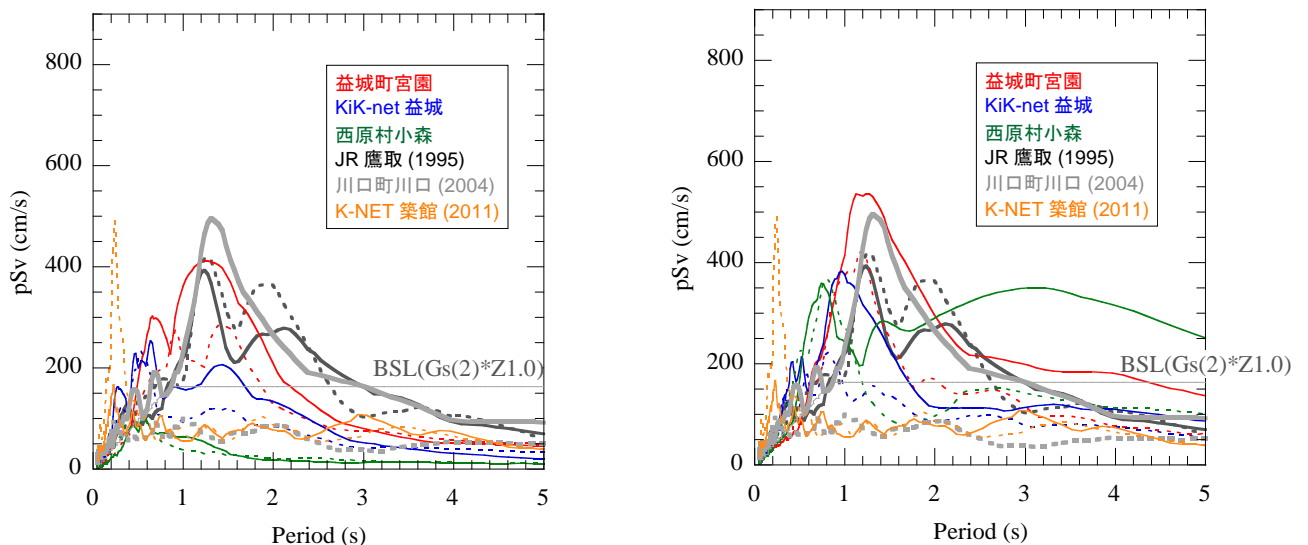 800
600
400
200
0
pSv (cm/s)
益城町宮園
KiK-net 益城
西原村小森
JR 鷹取 (1995)
川口町川口 (2004)
K-NET 築館 (2011)
BSL(Gs(2)*Z1.0)
0 1 2 3 4 5
Period (s)
800
600
400
200
0
pSv (cm/s)
益城町宮園
KiK-net 益城
西原村小森
JR 鷹取 (1995)
川口町川口 (2004)
K-NET 築館 (2011)
BSL(Gs(2)*Z1.0)
0 1 2 3 4 5
Period (s)